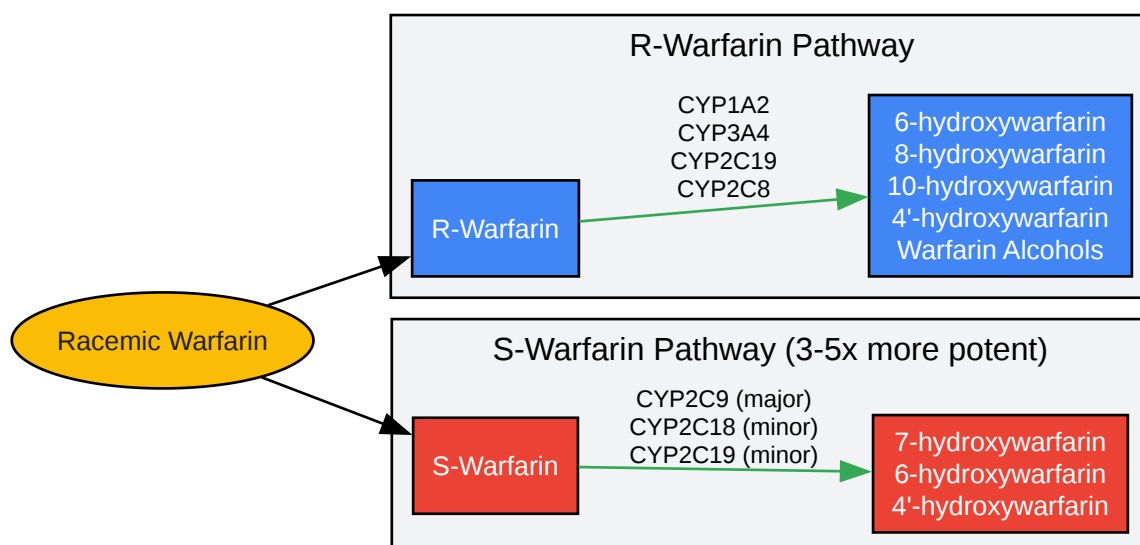 R-Warfarin Pathway
CYP1A2
CYP3A4
CYP2C19
CYP2C8
R-Warfarin
6-hydroxywarfarin
8-hydroxywarfarin
10-hydroxywarfarin
4'-hydroxywarfarin
Warfarin Alcohols
Racemic Warfarin
S-Warfarin Pathway (3-5x more potent)
CYP2C9 (major)
CYP2C18 (minor)
CYP2C19 (minor)
S-Warfarin
7-hydroxywarfarin
6-hydroxywarfarin
4'-hydroxywarfarin